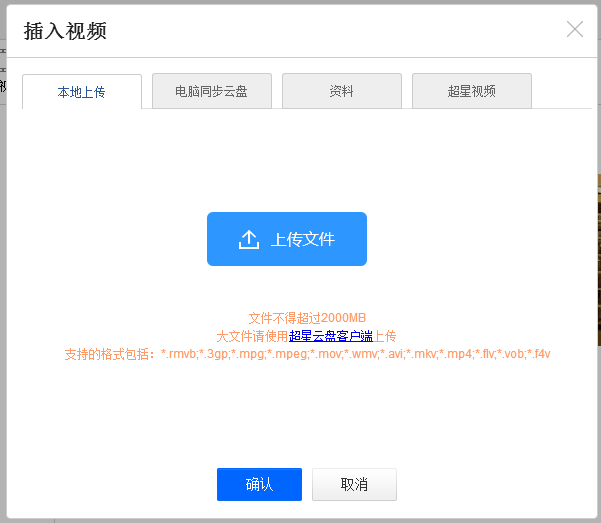 插入视频
本地上传
电脑同步云盘
资料
超星视频
上传文件
文件不得超过2000MB
大文件请使用超星云盘客户端上传
支持的格式包括：*.rmvb;*.3gp;*.mpg;*.mpeg;*.mov;*.wmv;*.avi;*.mkv;*.mp4;*.flv;*.vob;*.f4v
确认
取消